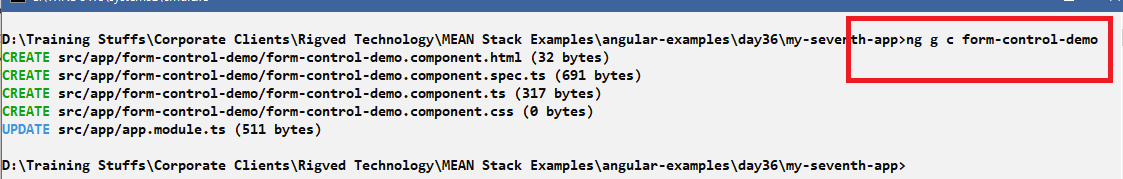 D:\Training Stuffs\Corporate Clients\Rigved Technology\MEAN Stack Examples\angular-examples\day36\my-seventh-app>ng g c form-control-demo
CREATE src/app/form-control-demo/form-control-demo.component.html (32 bytes)
CREATE src/app/form-control-demo/form-control-demo.component.spec.ts (691 bytes)
CREATE src/app/form-control-demo/form-control-demo.component.ts (317 bytes)
CREATE src/app/form-control-demo/form-control-demo.component.css (0 bytes)
UPDATE src/app/app.module.ts (511 bytes)
D:\Training Stuffs\Corporate Clients\Rigved Technology\MEAN Stack Examples\angular-examples\day36\my-seventh-app>